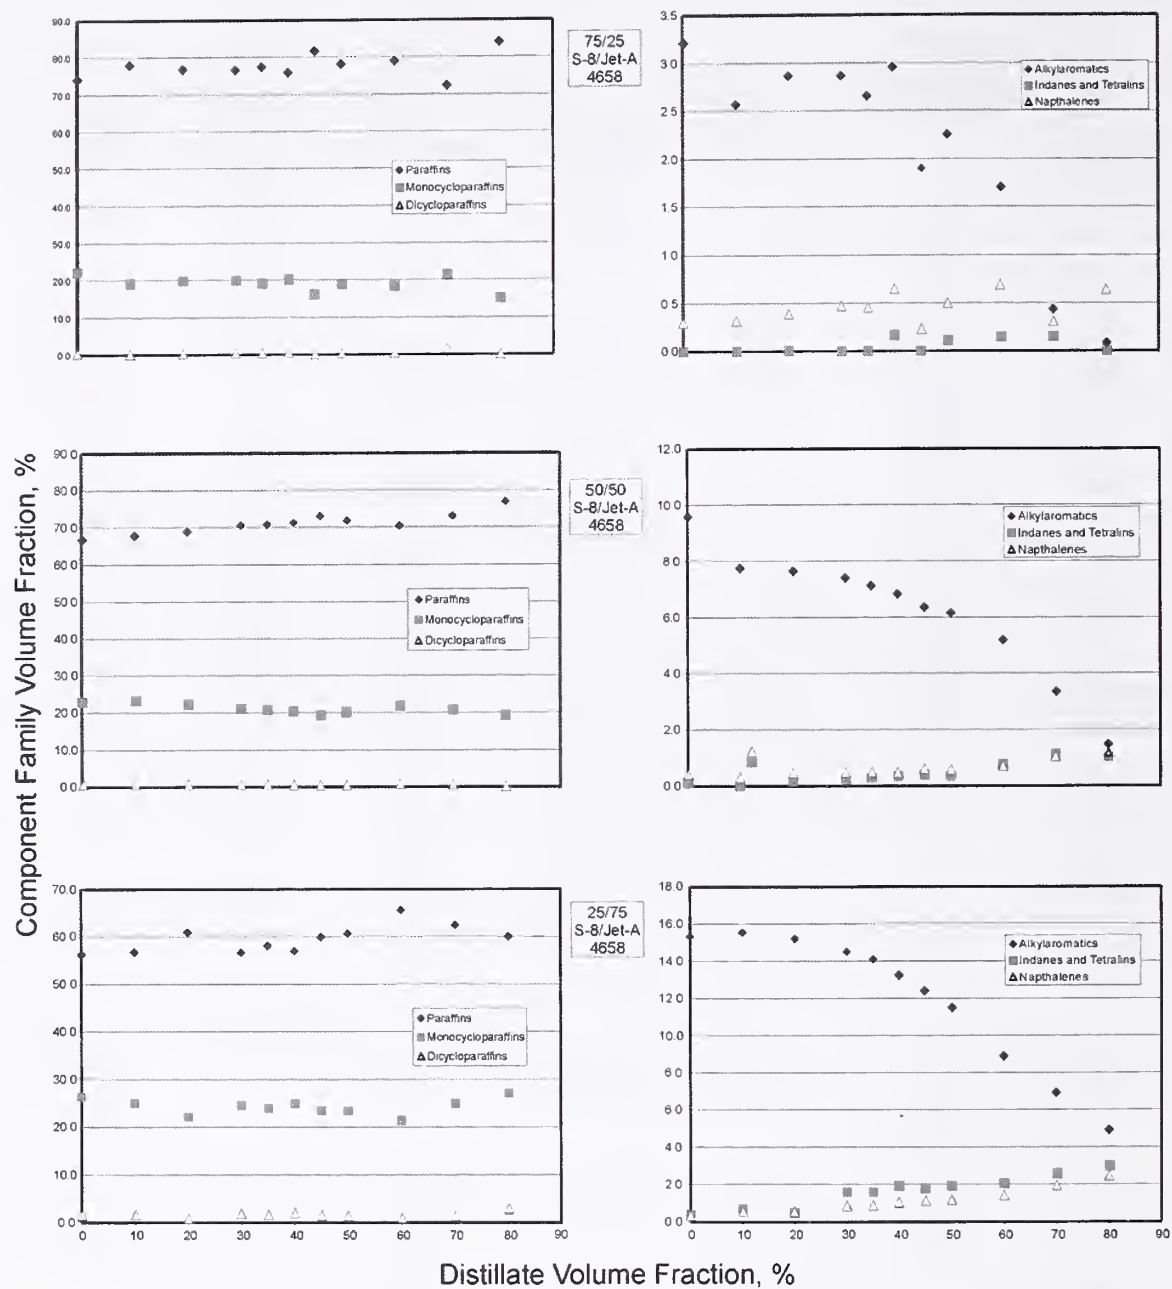 Component Family Volume Fraction, %
90.0
80.0
70.0
60.0
50.0
40.0
30.0
20.0
10.0
0.0
Paraffins
Monocycloparaffins
Dicycloparaffins
75/25
S-8/Jet-A
4658
3.5
3.0
2.5
2.0
1.5
1.0
0.5
0.0
Alkylaromatics
Indanes and Tetralins
Napthalenes
90.0
80.0
70.0
60.0
50.0
40.0
30.0
20.0
10.0
0.0
Paraffins
Monocycloparaffins
Dicycloparaffins
50/50
S-8/Jet-A
4658
12.0
10.0
8.0
6.0
4.0
2.0
0.0
Alkylaromatics
Indanes and Tetralins
Napthalenes
70.0
60.0
50.0
40.0
30.0
20.0
10.0
0.0
0 10 20 30 40 50 60 70 80 90
Paraffins
Monocycloparaffins
Dicycloparaffins
25/75
S-8/Jet-A
4658
18.0
16.0
14.0
12.0
10.0
8.0
6.0
4.0
2.0
0.0
0 10 20 30 40 50 60 70 80 90
Alkylaromatics
Indanes and Tetralins
Napthalenes
Distillate Volume Fraction, %